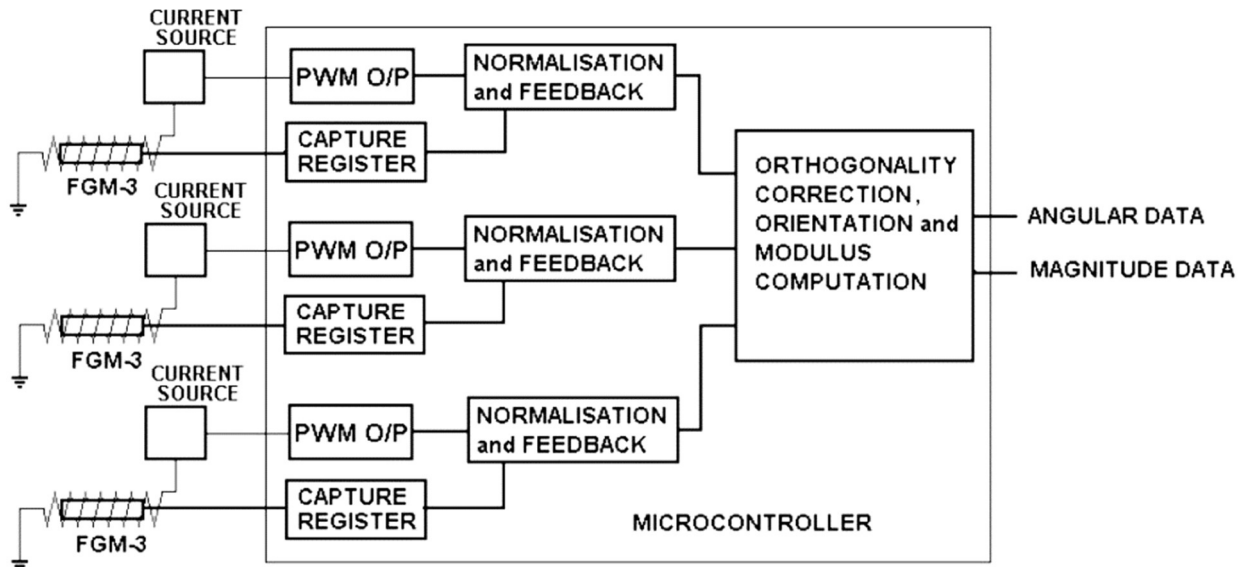 CURRENT
SOURCE
PWM O/P
NORMALISATION
and FEEDBACK
CAPTURE
REGISTER
FGM-3
CURRENT
SOURCE
PWM O/P
NORMALISATION
and FEEDBACK
CAPTURE
REGISTER
FGM-3
CURRENT
SOURCE
PWM O/P
NORMALISATION
and FEEDBACK
CAPTURE
REGISTER
FGM-3
ORTHOGONALITY
CORRECTION,
ORIENTATION and
MODULUS
COMPUTATION
ANGULAR DATA
MAGNITUDE DATA
MICROCONTROLLER